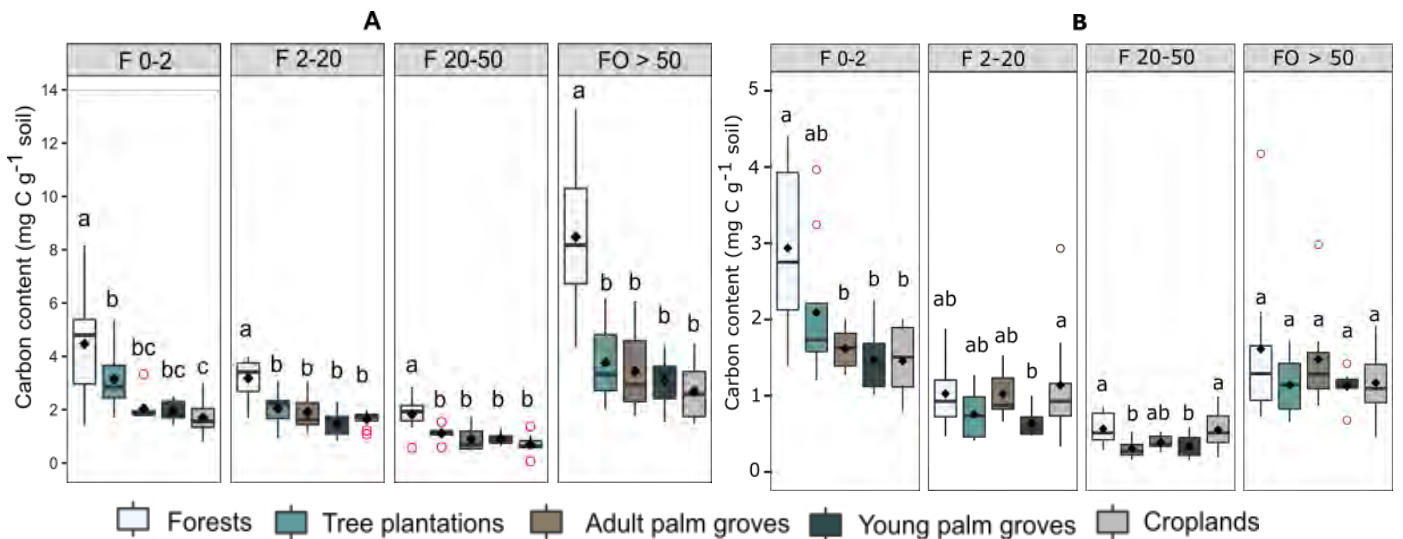 A
B
F 0-2
F 2-20
F 20-50
FO > 50
F 0-2
F 2-20
F 20-50
FO > 50
Carbon content (mg C g⁻¹ soil)
14
12
10
8
6
4
2
0
a
b
bc
bc
c
a
b
b
b
b
a
b
b
b
b
a
b
b
b
b
Carbon content (mg C g⁻¹ soil)
5
4
3
2
1
0
a
ab
b
b
b
ab
ab
ab
b
a
a
b
ab
b
a
a
a
a
a
a
Forests
Tree plantations
Adult palm groves
Young palm groves
Croplands